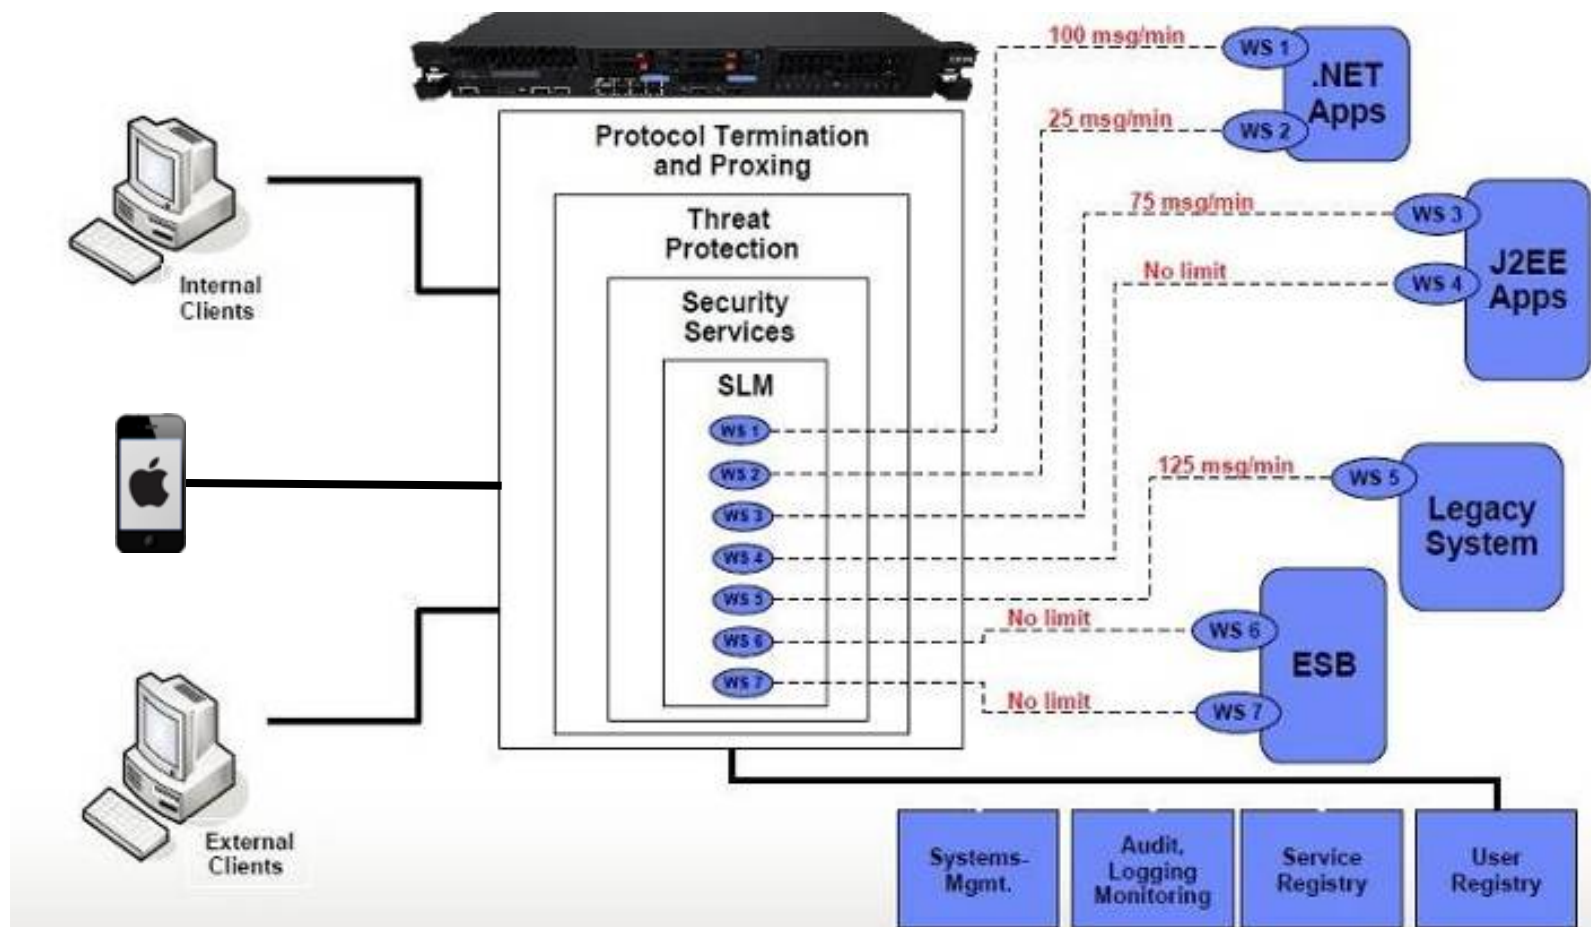 100 msg/min
WS 1
.NET
Apps
25 msg/min
WS 2
Protocol Termination
and Proxing
Threat
Protection
Security
Services
SLM
WS 1
WS 2
WS 3
WS 4
WS 5
WS 6
WS 7
75 msg/min
WS 3
No limit
WS 4
J2EE
Apps
125 msg/min
WS 5
Legacy
System
No limit
WS 6
ESB
No limit
WS 7
Internal
Clients
External
Clients
Systems-
Mgmt.
Audit,
Logging
Monitoring
Service
Registry
User
Registry